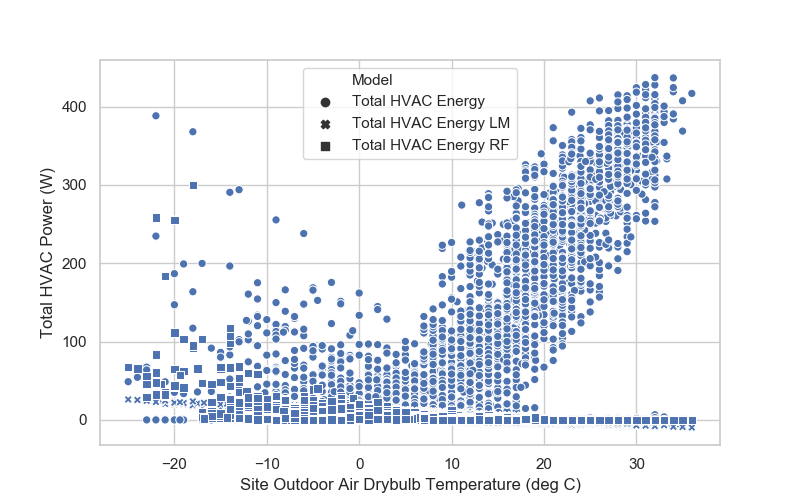 Model
Total HVAC Energy
Total HVAC Energy LM
Total HVAC Energy RF
400
300
200
100
0
Total HVAC Power (W)
−20 −10 0 10 20 30
Site Outdoor Air Drybulb Temperature (deg C)